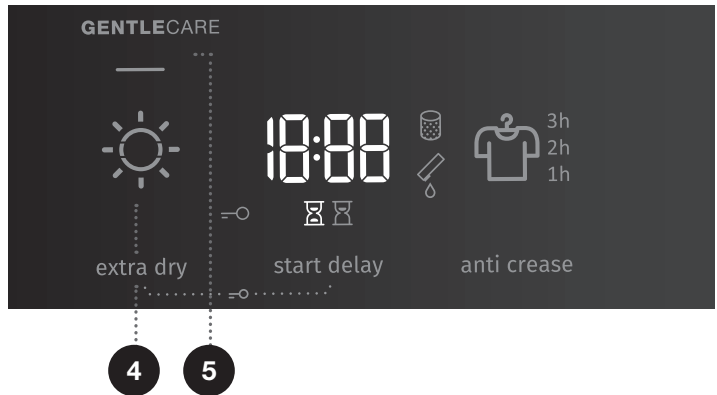 GENTLECARE
18:88
3h
2h
1h
extra dry
start delay
anti crease
4
5